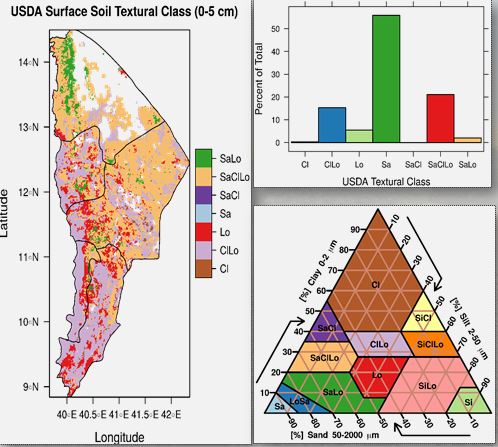 USDA Surface Soil Textural Class (0-5 cm)
14°N
13°N
12°N
11°N
10°N
9°N
Latitude
40°E 40.5°E 41°E 41.5°E 42°E
Longitude
SaLo
SaClLo
SaCl
Sa
Lo
ClLo
Cl
Percent of Total
50
40
30
20
10
0
Cl ClLo Lo Sa SaCl SaClLo SaLo
USDA Textural Class
[%] Clay 0-2 µm
[%] Silt 2-50 µm
90
80
70
60
50
40
30
20
10
10
20
30
40
50
60
70
80
90
Cl
SiCl
SaCl
ClLo
SiClLo
SaClLo
Lo
SaLo
SiLo
LoSa
Sa
Si
90 80 70 60 50 40 30 20 10
[%] Sand 50-2000 µm